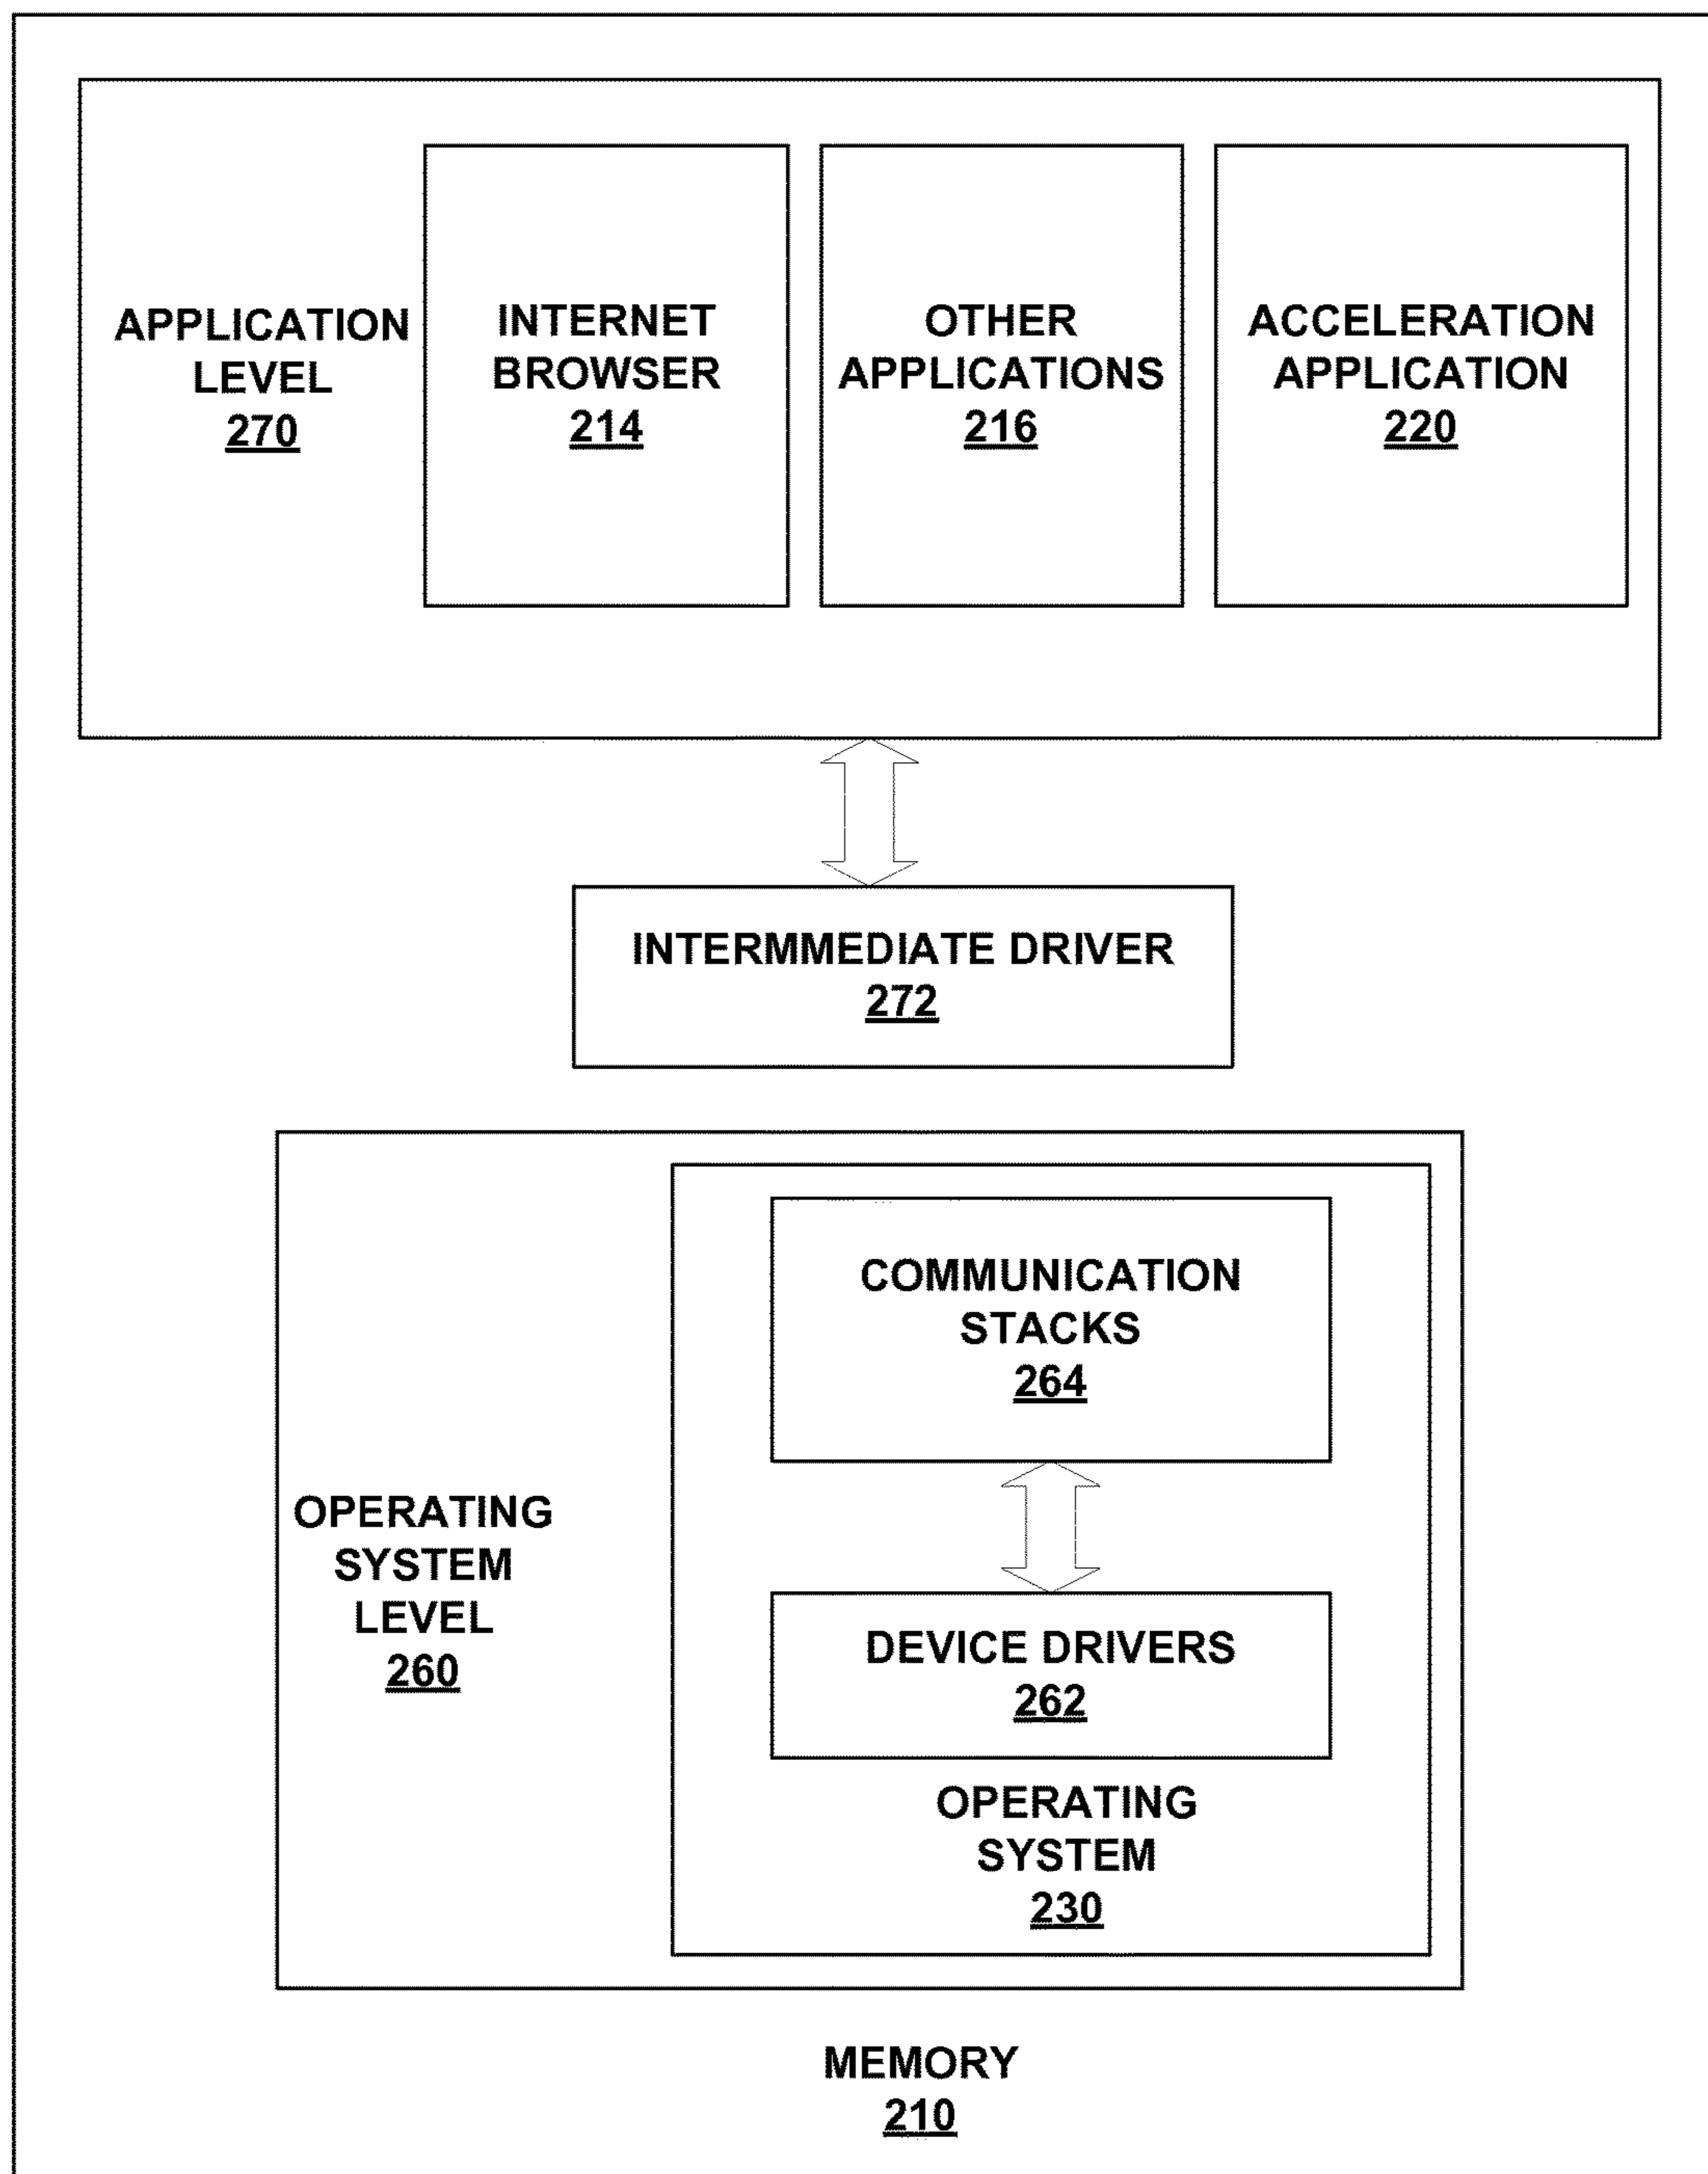 APPLICATION
LEVEL
270
INTERNET
BROWSER
214
OTHER
APPLICATIONS
216
ACCELERATION
APPLICATION
220
INTERMMEDIATE DRIVER
272
OPERATING
SYSTEM
LEVEL
260
COMMUNICATION
STACKS
264
DEVICE DRIVERS
262
OPERATING
SYSTEM
230
MEMORY
210